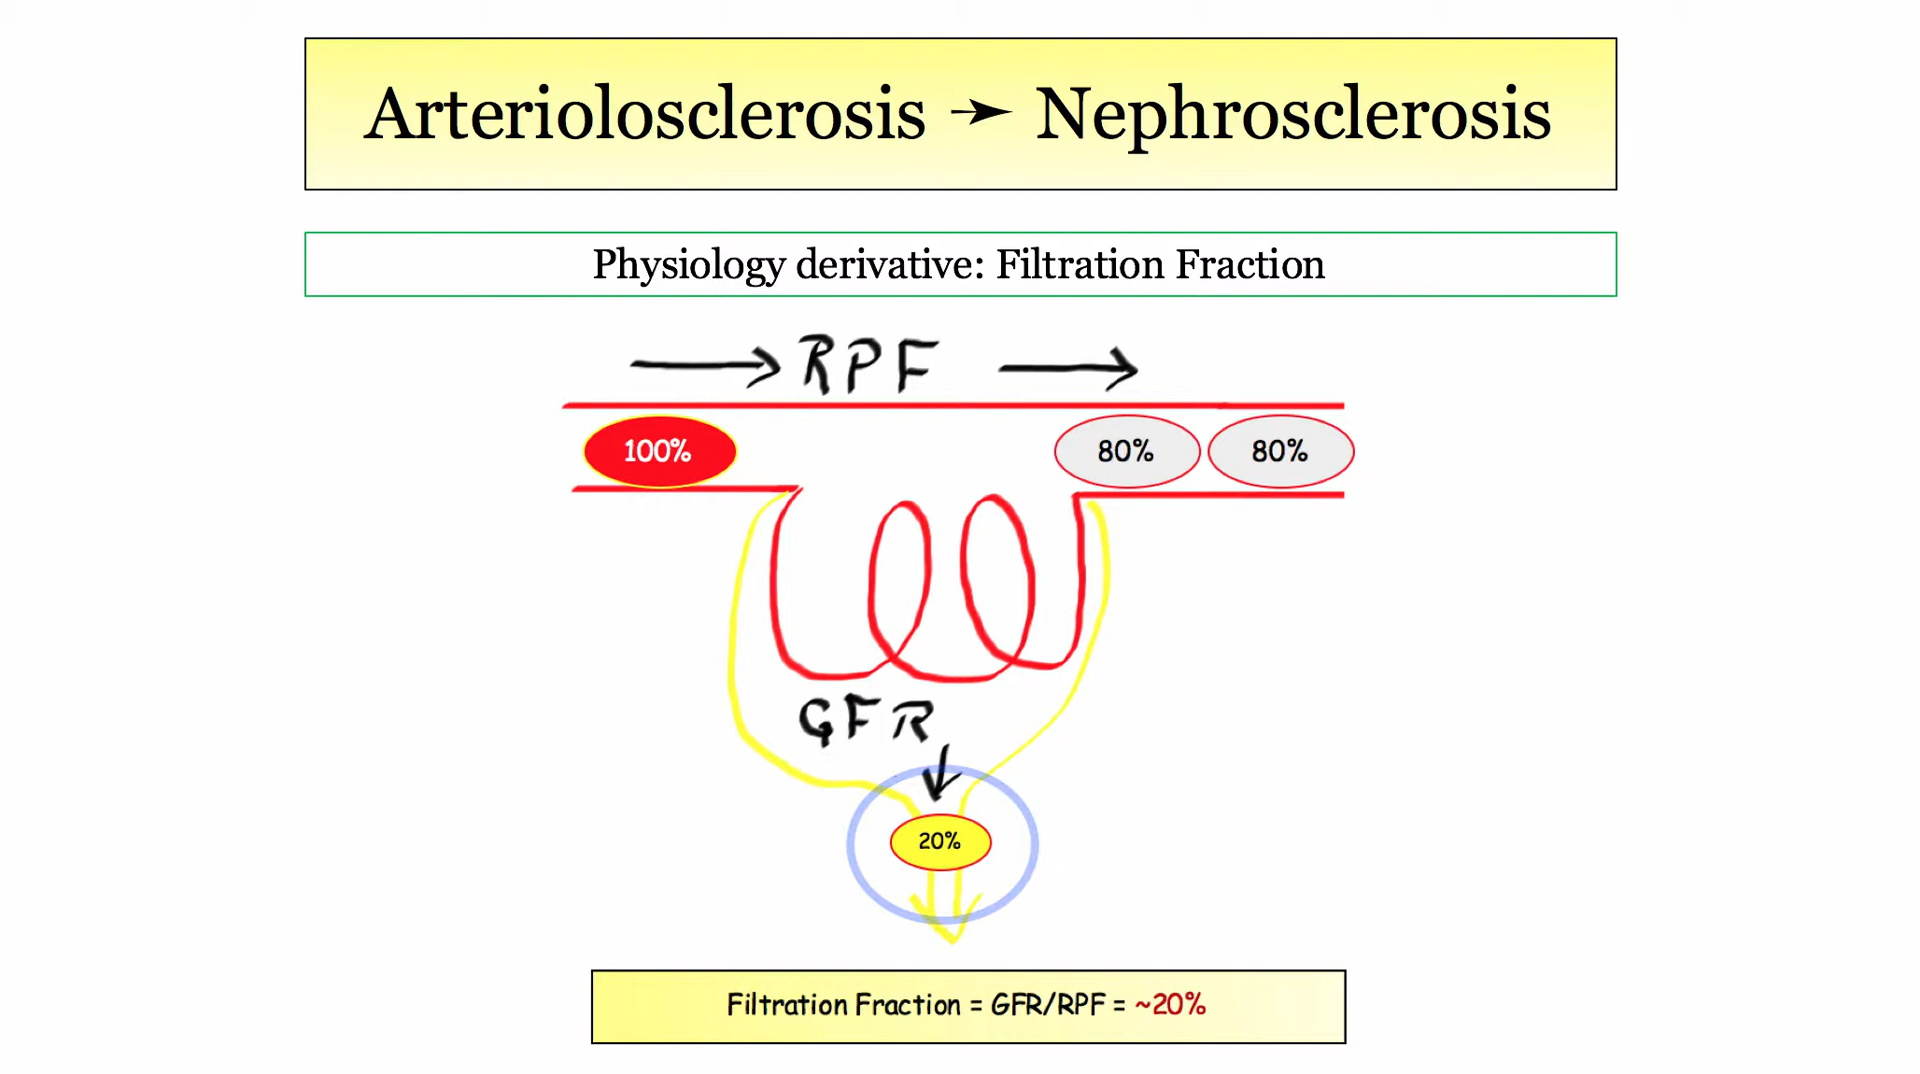 Arteriolosclerosis → Nephrosclerosis
Physiology derivative: Filtration Fraction
→ RPF →
100% 80% 80%
GFR
20%
Filtration Fraction = GFR/RPF = ~20%